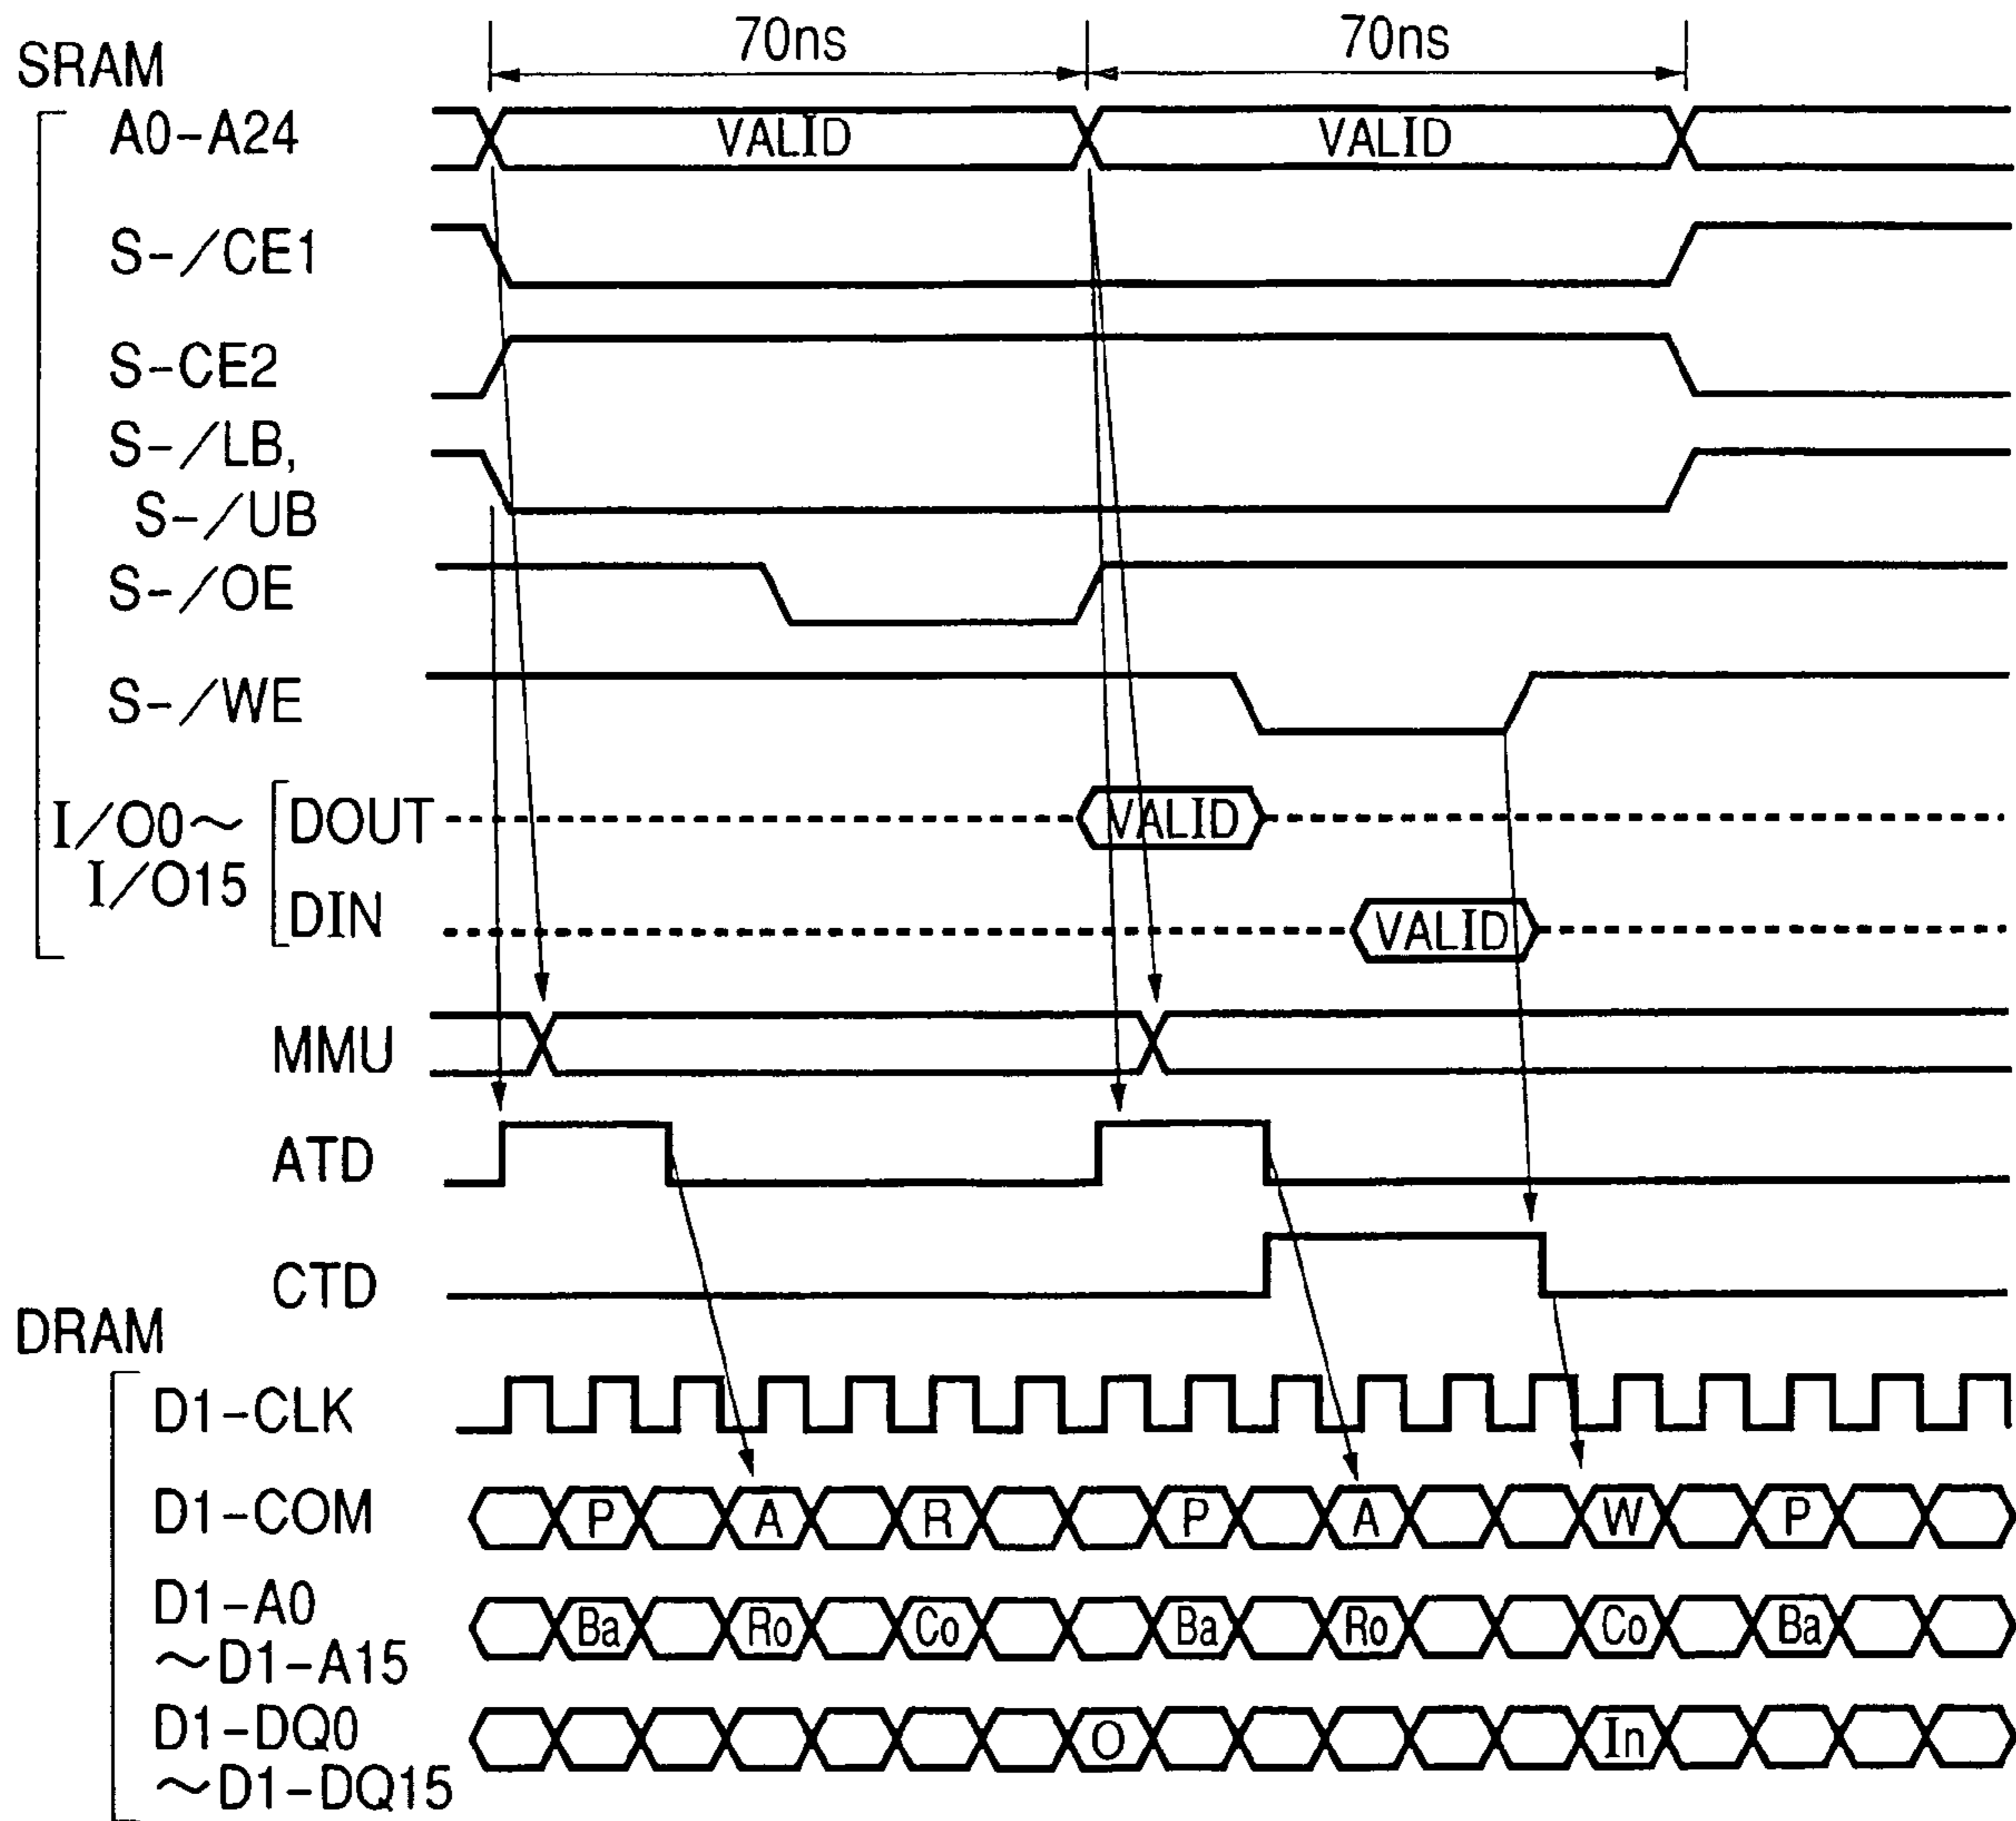 70ns 70ns
SRAM
A0-A24 VALID VALID
S-/CE1
S-CE2
S-/LB,
S-/UB
S-/OE
S-/WE
I/O0~ DOUT VALID
I/O15
DIN VALID
MMU
ATD
CTD
DRAM
D1-CLK
D1-COM P A R P A W P
D1-A0 Ba Ro Co Ba Ro Co Ba
~D1-A15
D1-DQ0 O In
~D1-DQ15